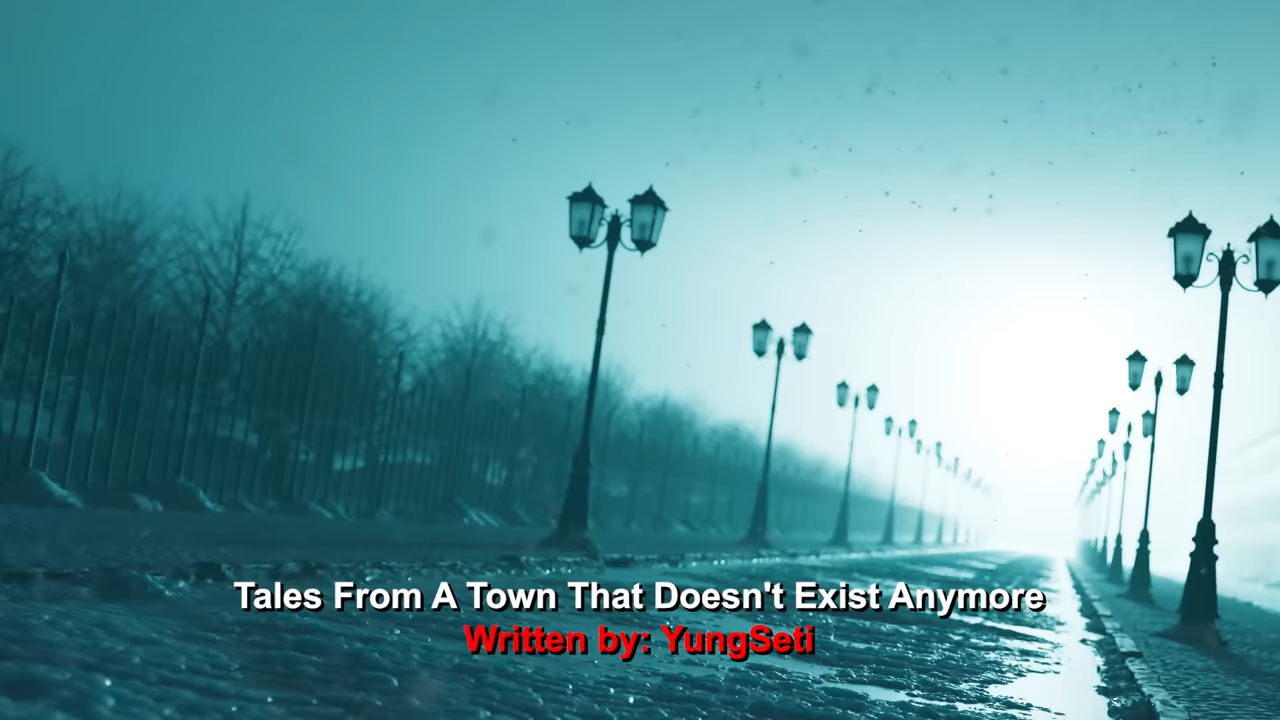 Tales From A Town That Doesn't Exist Anymore
Written by: YungSeti